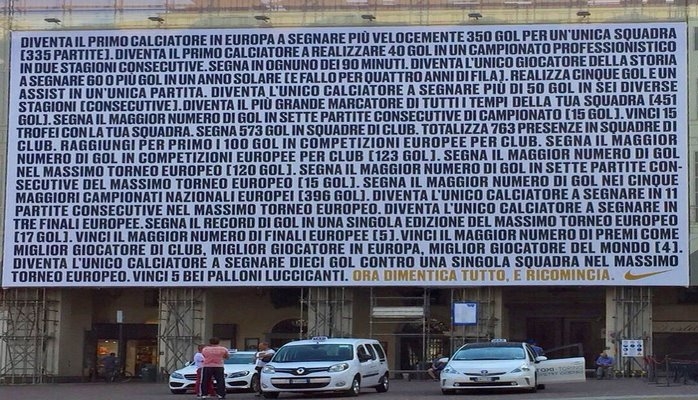 DIVENTA IL PRIMO CALCIATORE IN EUROPA A SEGNARE PIÙ VELOCEMENTE 350 GOL PER UN'UNICA SQUADRA
[335 PARTITE]. DIVENTA IL PRIMO CALCIATORE A REALIZZARE 40 GOL IN UN CAMPIONATO PROFESSIONISTICO
IN DUE STAGIONI CONSECUTIVE. SEGNA IN OGNUNO DEI 90 MINUTI. DIVENTA L'UNICO GIOCATORE DELLA STORIA
A SEGNARE 60 O PIÙ GOL IN UN ANNO SOLARE [E FALLO PER QUATTRO ANNI DI FILA]. REALIZZA CINQUE GOL E UN
ASSIST IN UN'UNICA PARTITA. DIVENTA L'UNICO CALCIATORE A SEGNARE PIÙ DI 50 GOL IN SEI DIVERSE
STAGIONI [CONSECUTIVE]. DIVENTA IL PIÙ GRANDE MARCATORE DI TUTTI I TEMPI DELLA TUA SQUADRA [451
GOL]. SEGNA IL MAGGIOR NUMERO DI GOL IN SETTE PARTITE CONSECUTIVE DI CAMPIONATO [15 GOL]. VINCI 15
TROFEI CON LA TUA SQUADRA. SEGNA 573 GOL IN SQUADRE DI CLUB. TOTALIZZA 763 PRESENZE IN SQUADRE DI
CLUB. RAGGIUNGI PER PRIMO I 100 GOL IN COMPETIZIONI EUROPEE PER CLUB. SEGNA IL MAGGIOR
NUMERO DI GOL IN COMPETIZIONI EUROPEE PER CLUB [123 GOL]. SEGNA IL MAGGIOR NUMERO DI GOL
NEL MASSIMO TORNEO EUROPEO [120 GOL]. SEGNA IL MAGGIOR NUMERO DI GOL IN SETTE PARTITE CON-
SECUTIVE DEL MASSIMO TORNEO EUROPEO [15 GOL]. SEGNA IL MAGGIOR NUMERO DI GOL NEI CINQUE
MAGGIORI CAMPIONATI NAZIONALI EUROPEI [396 GOL]. DIVENTA L'UNICO CALCIATORE A SEGNARE IN 11
PARTITE CONSECUTIVE NEL MASSIMO TORNEO EUROPEO. DIVENTA L'UNICO CALCIATORE A SEGNARE IN
TRE FINALI EUROPEE. SEGNA IL RECORD DI GOL IN UNA SINGOLA EDIZIONE DEL MASSIMO TORNEO EUROPEO
[17 GOL]. VINCI IL MAGGIOR NUMERO DI FINALI EUROPEE [5]. VINCI IL MAGGIOR NUMERO DI PREMI COME
MIGLIOR GIOCATORE DI CLUB, MIGLIOR GIOCATORE IN EUROPA, MIGLIOR GIOCATORE DEL MONDO [4].
DIVENTA L'UNICO CALCIATORE A SEGNARE DIECI GOL CONTRO UNA SINGOLA SQUADRA NEL MASSIMO
TORNEO EUROPEO. VINCI 5 BEI PALLONI LUCCICANTI. ORA DIMENTICA TUTTO, E RICOMINCIA.